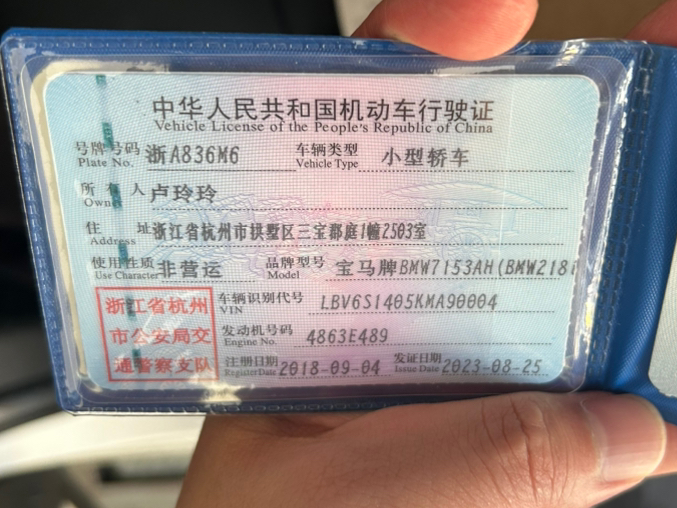 中华人民共和国机动车行驶证
Vehicle License of the People's Republic of China
号牌号码 浙A836M6 车辆类型 小型轿车
Plate No. Vehicle Type
所有人 卢玲玲
Owner
住址 浙江省杭州市拱墅区三宝郡庭1幢2503室
Address
使用性质 非营运 品牌型号 宝马牌BMW7153AH(BMW218i
Use Character Model
浙江省杭州
市公安局交
通警察支队
车辆识别代号 LBV6S1405KMA90004
VIN
发动机号码 4863E489
Engine No.
注册日期 2018-09-04 发证日期 2023-08-25
Register Date Issue Date